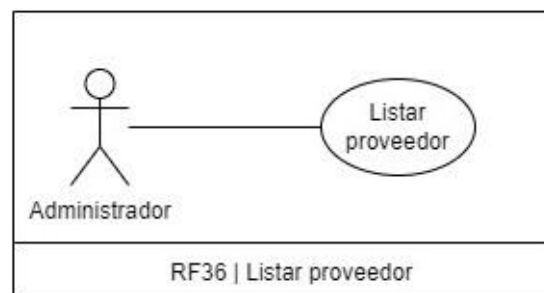 Listar
proveedor
Administrador
RF36 | Listar proveedor